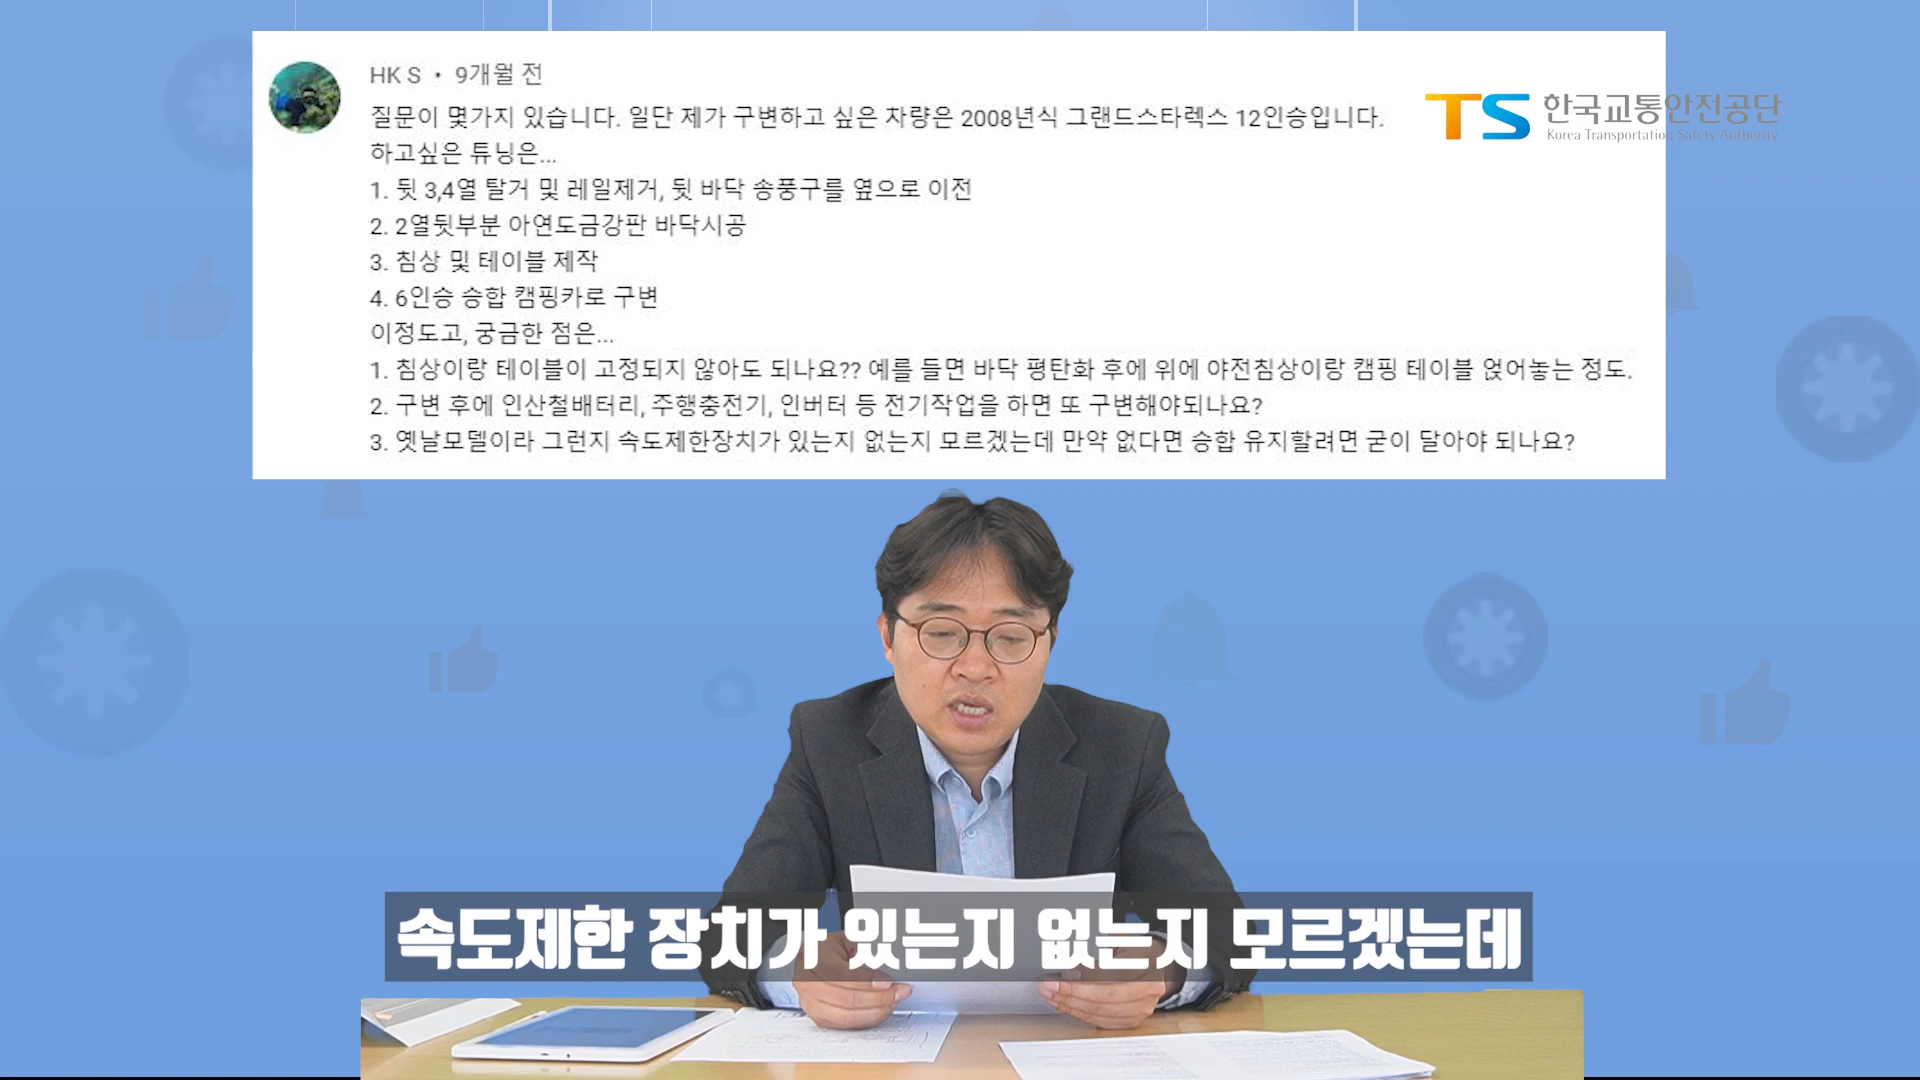 HK S • 9개월 전
질문이 몇가지 있습니다. 일단 제가 구변하고 싶은 차량은 2008년식 그랜드스타렉스 12인승입니다.
하고싶은 튜닝은...
1. 뒷 3,4열 탈거 및 레일제거, 뒷 바닥 송풍구를 옆으로 이전
2. 2열뒷부분 아연도금강판 바닥시공
3. 침상 및 테이블 제작
4. 6인승 승합 캠핑카로 구변
이정도고, 궁금한 점은...
1. 침상이랑 테이블이 고정되지 않아도 되나요?? 예를 들면 바닥 평탄화 후에 위에 야전침상이랑 캠핑 테이블 얹어놓는 정도.
2. 구변 후에 인산철배터리, 주행충전기, 인버터 등 전기작업을 하면 또 구변해야되나요?
3. 옛날모델이라 그런지 속도제한장치가 있는지 없는지 모르겠는데 만약 없다면 승합 유지할려면 굳이 달아야 되나요?
TS 한국교통안전공단
Korea Transportation Safety Authority
속도제한 장치가 있는지 없는지 모르겠는데